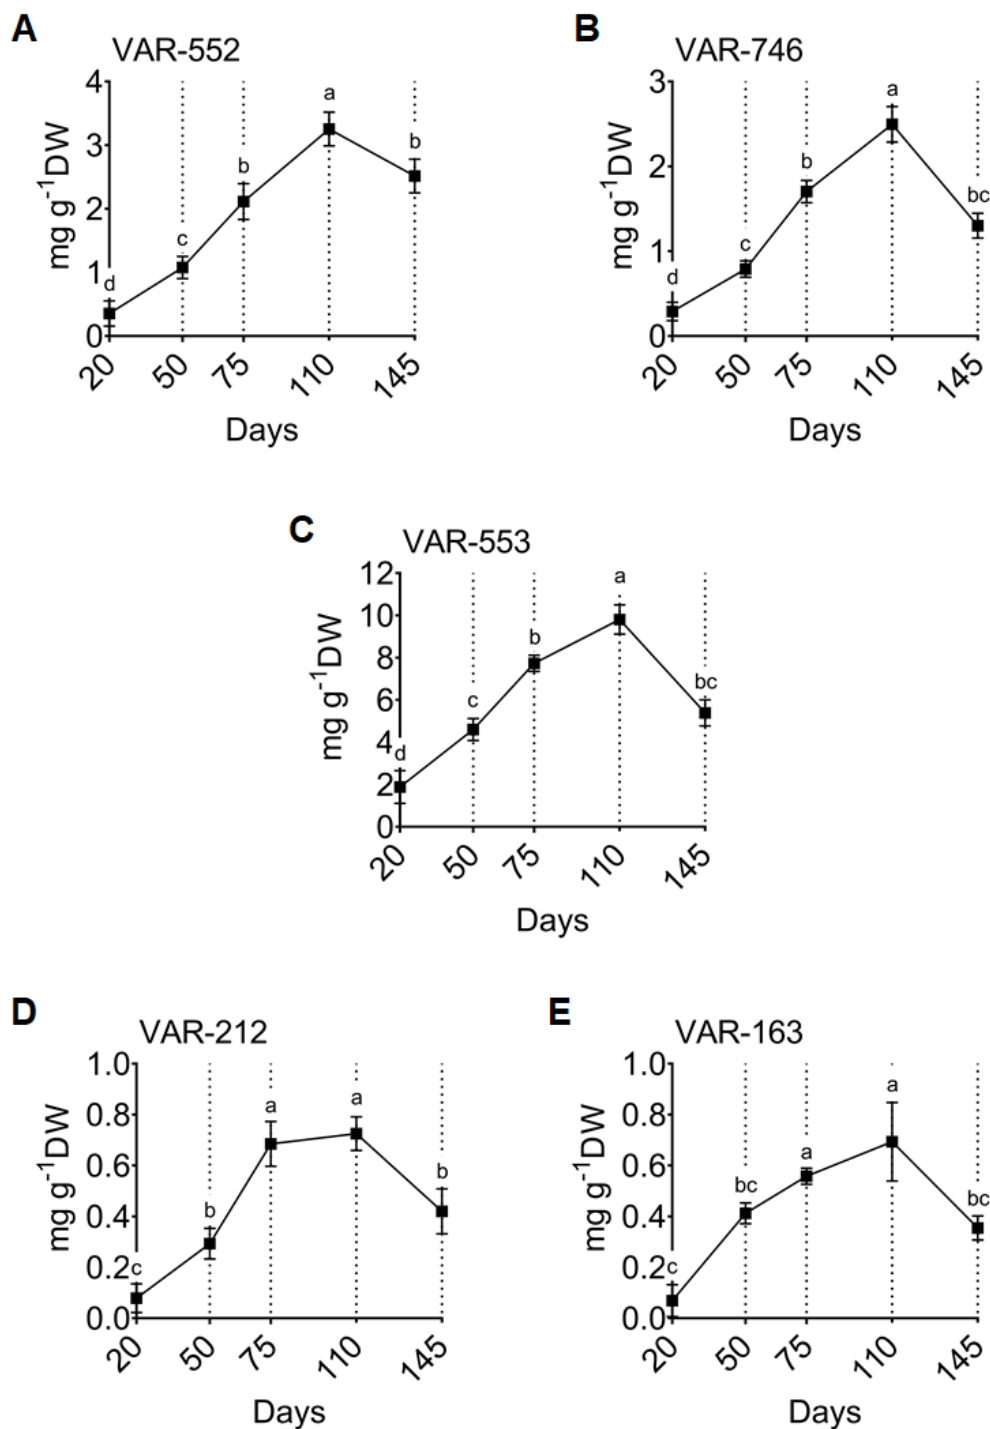 A
VAR-552
mg g-1DW
4
3
2
1
0
d
c
b
a
b
20
50
75
110
145
Days
B
VAR-746
mg g-1DW
3
2
1
0
d
c
b
a
bc
20
50
75
110
145
Days
C
VAR-553
mg g-1DW
12
10
8
6
4
2
0
d
c
b
a
bc
20
50
75
110
145
Days
D
VAR-212
mg g-1DW
1.0
0.8
0.6
0.4
0.2
0.0
c
b
a
a
b
20
50
75
110
145
Days
E
VAR-163
mg g-1DW
1.0
0.8
0.6
0.4
0.2
0.0
c
bc
a
a
bc
20
50
75
110
145
Days